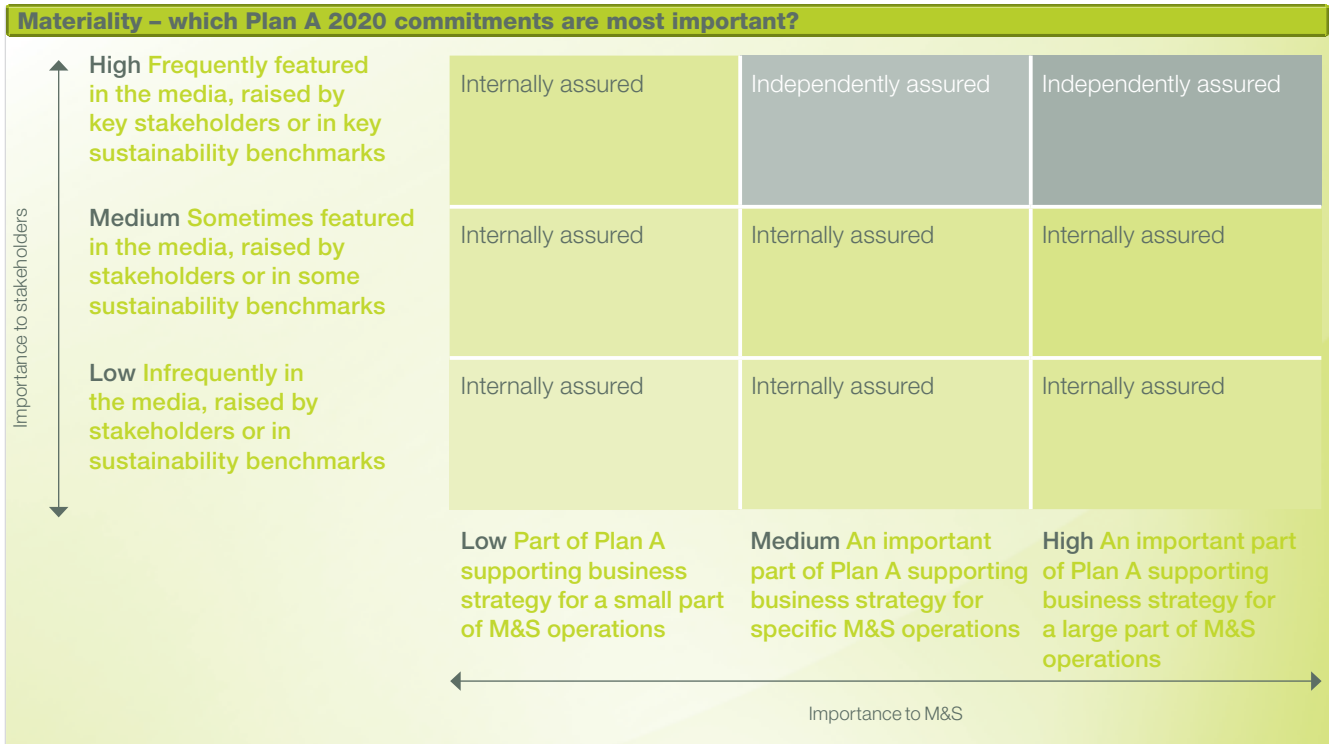 Materiality – which Plan A 2020 commitments are most important?
Importance to stakeholders
High Frequently featured
in the media, raised by
key stakeholders or in key
sustainability benchmarks
Internally assured
Independently assured
Independently assured
Medium Sometimes featured
in the media, raised by
stakeholders or in some
sustainability benchmarks
Internally assured
Internally assured
Internally assured
Low Infrequently in
the media, raised by
stakeholders or in
sustainability benchmarks
Internally assured
Internally assured
Internally assured
Low Part of Plan A
supporting business
strategy for a small part
of M&S operations
Medium An important
part of Plan A supporting
business strategy for
specific M&S operations
High An important part
of Plan A supporting
business strategy for
a large part of M&S
operations
Importance to M&S